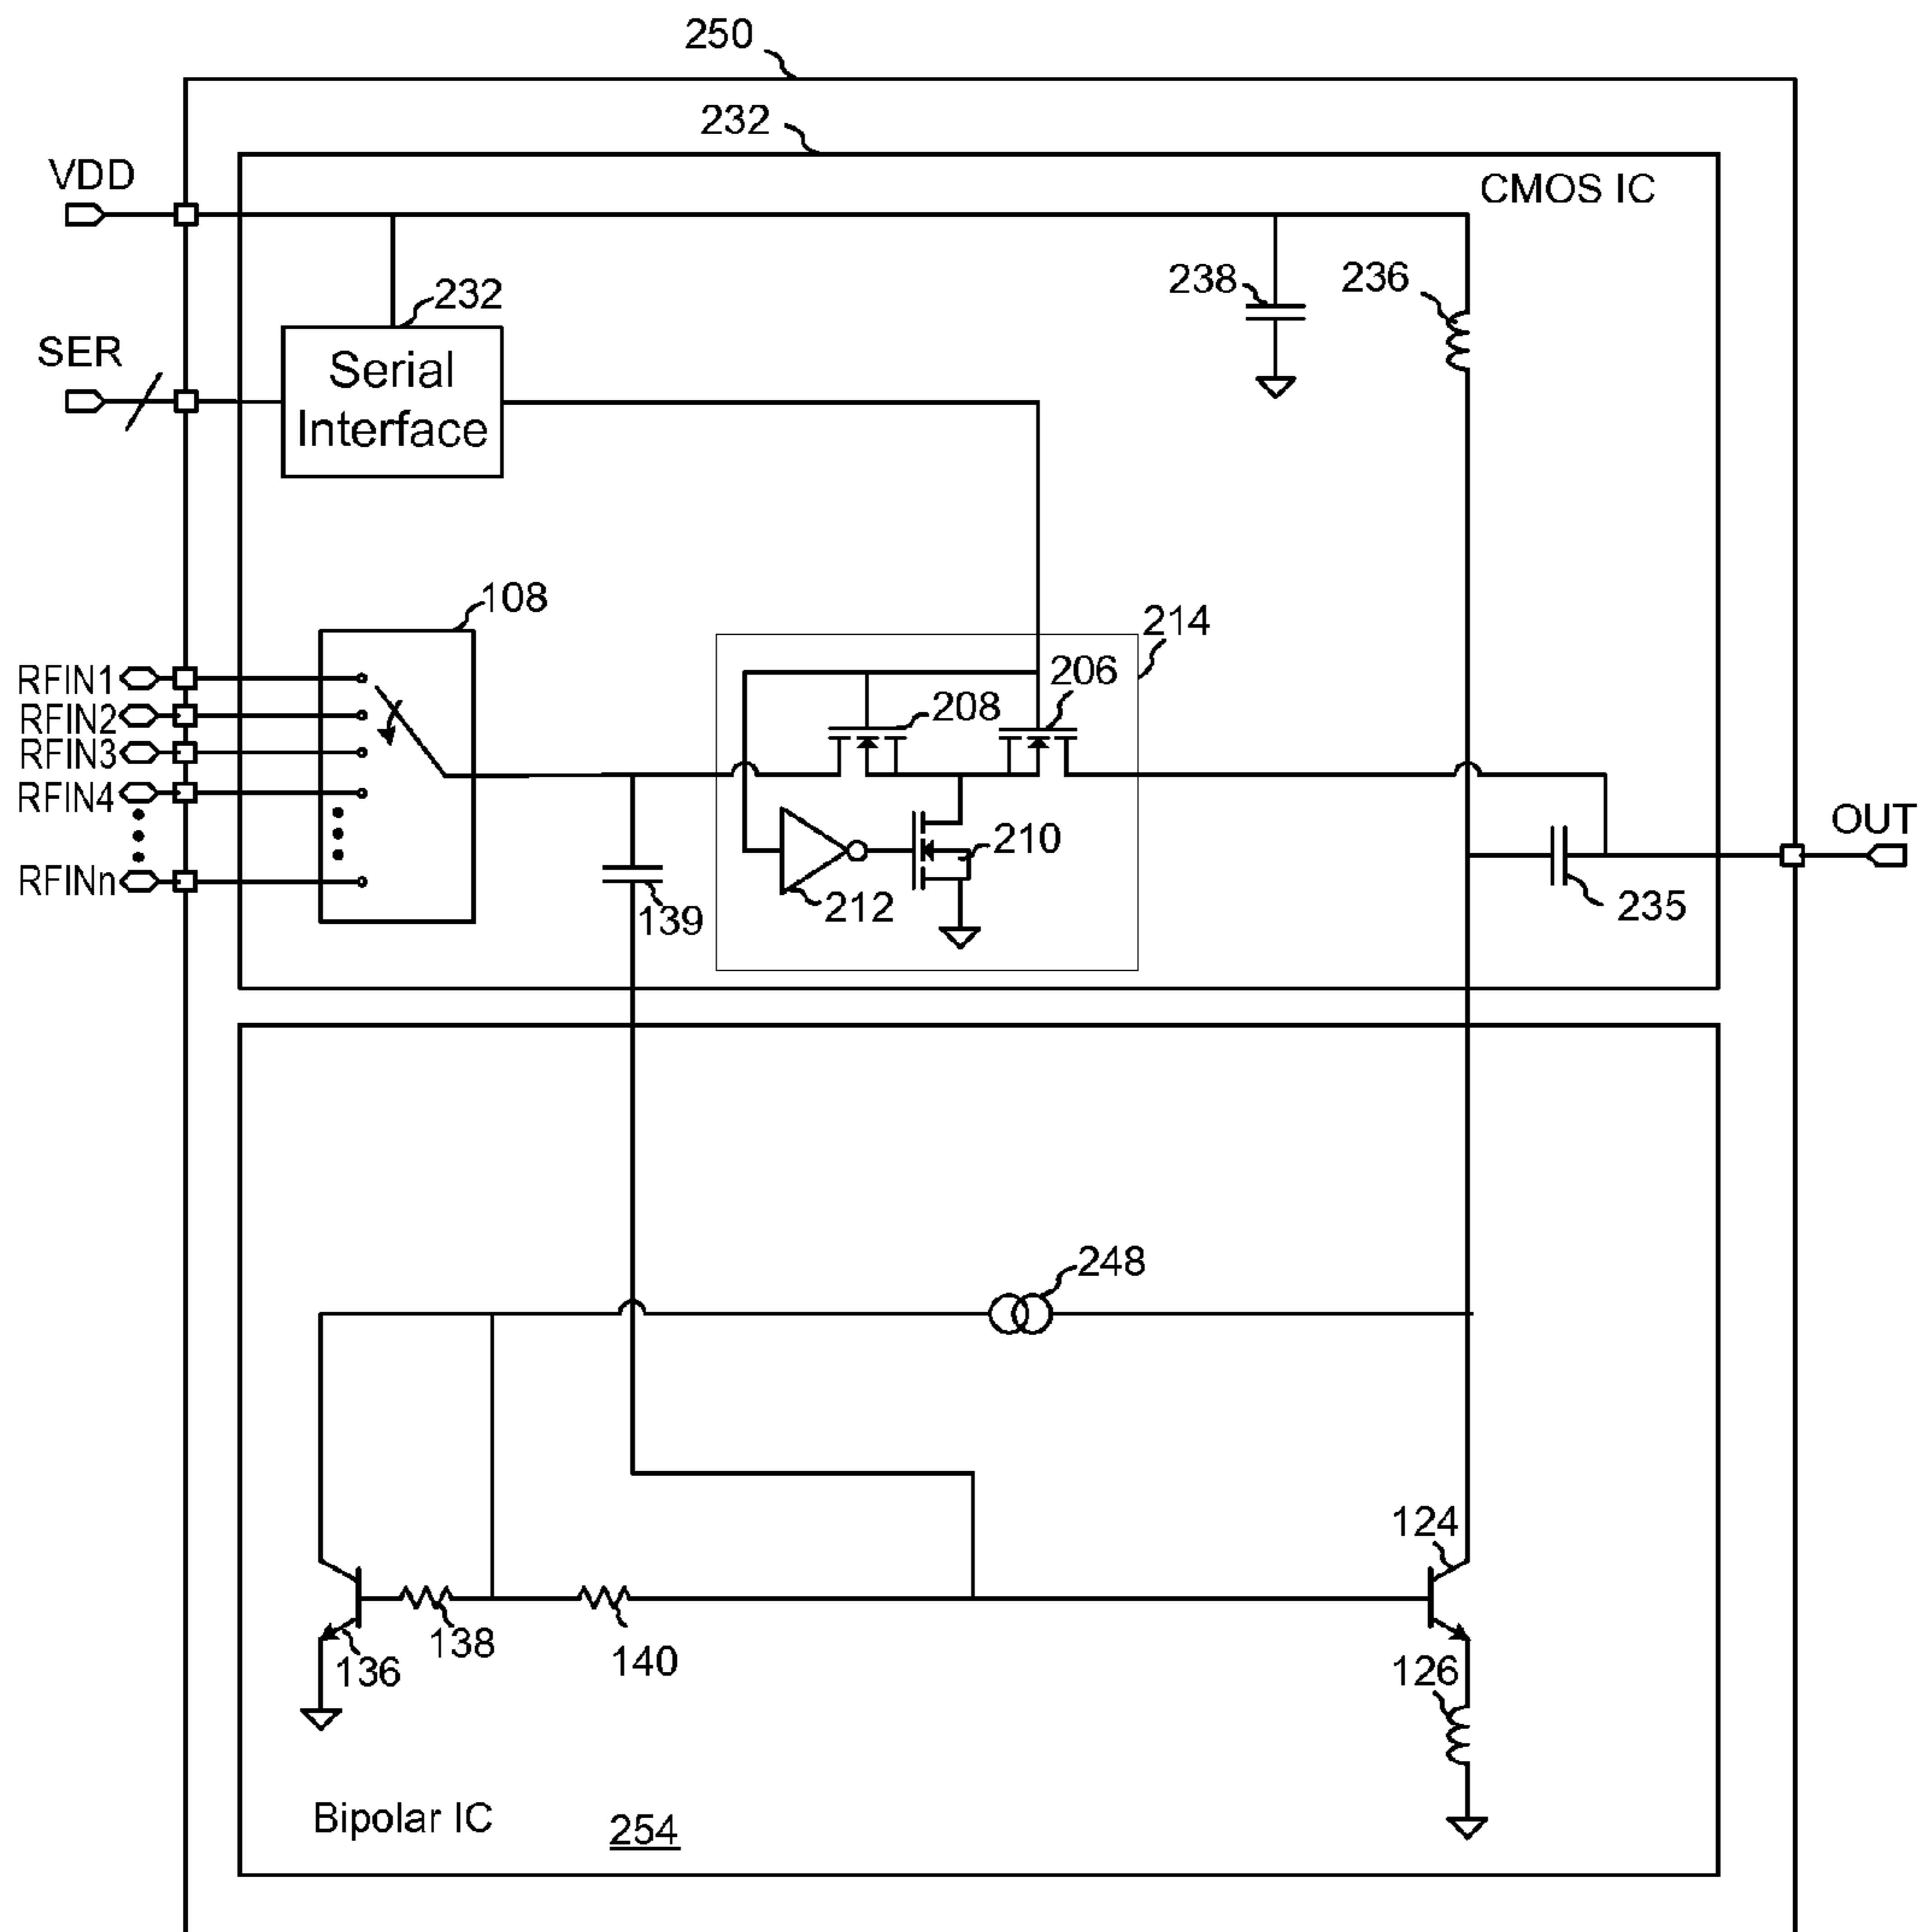 250
232
VDD
CMOS IC
232
238
236
SER
Serial
Interface
108
214
RFIN1
206
RFIN2
208
RFIN3
RFIN4
OUT
210
RFINn
212
139
235
248
124
138
136
140
126
Bipolar IC
254